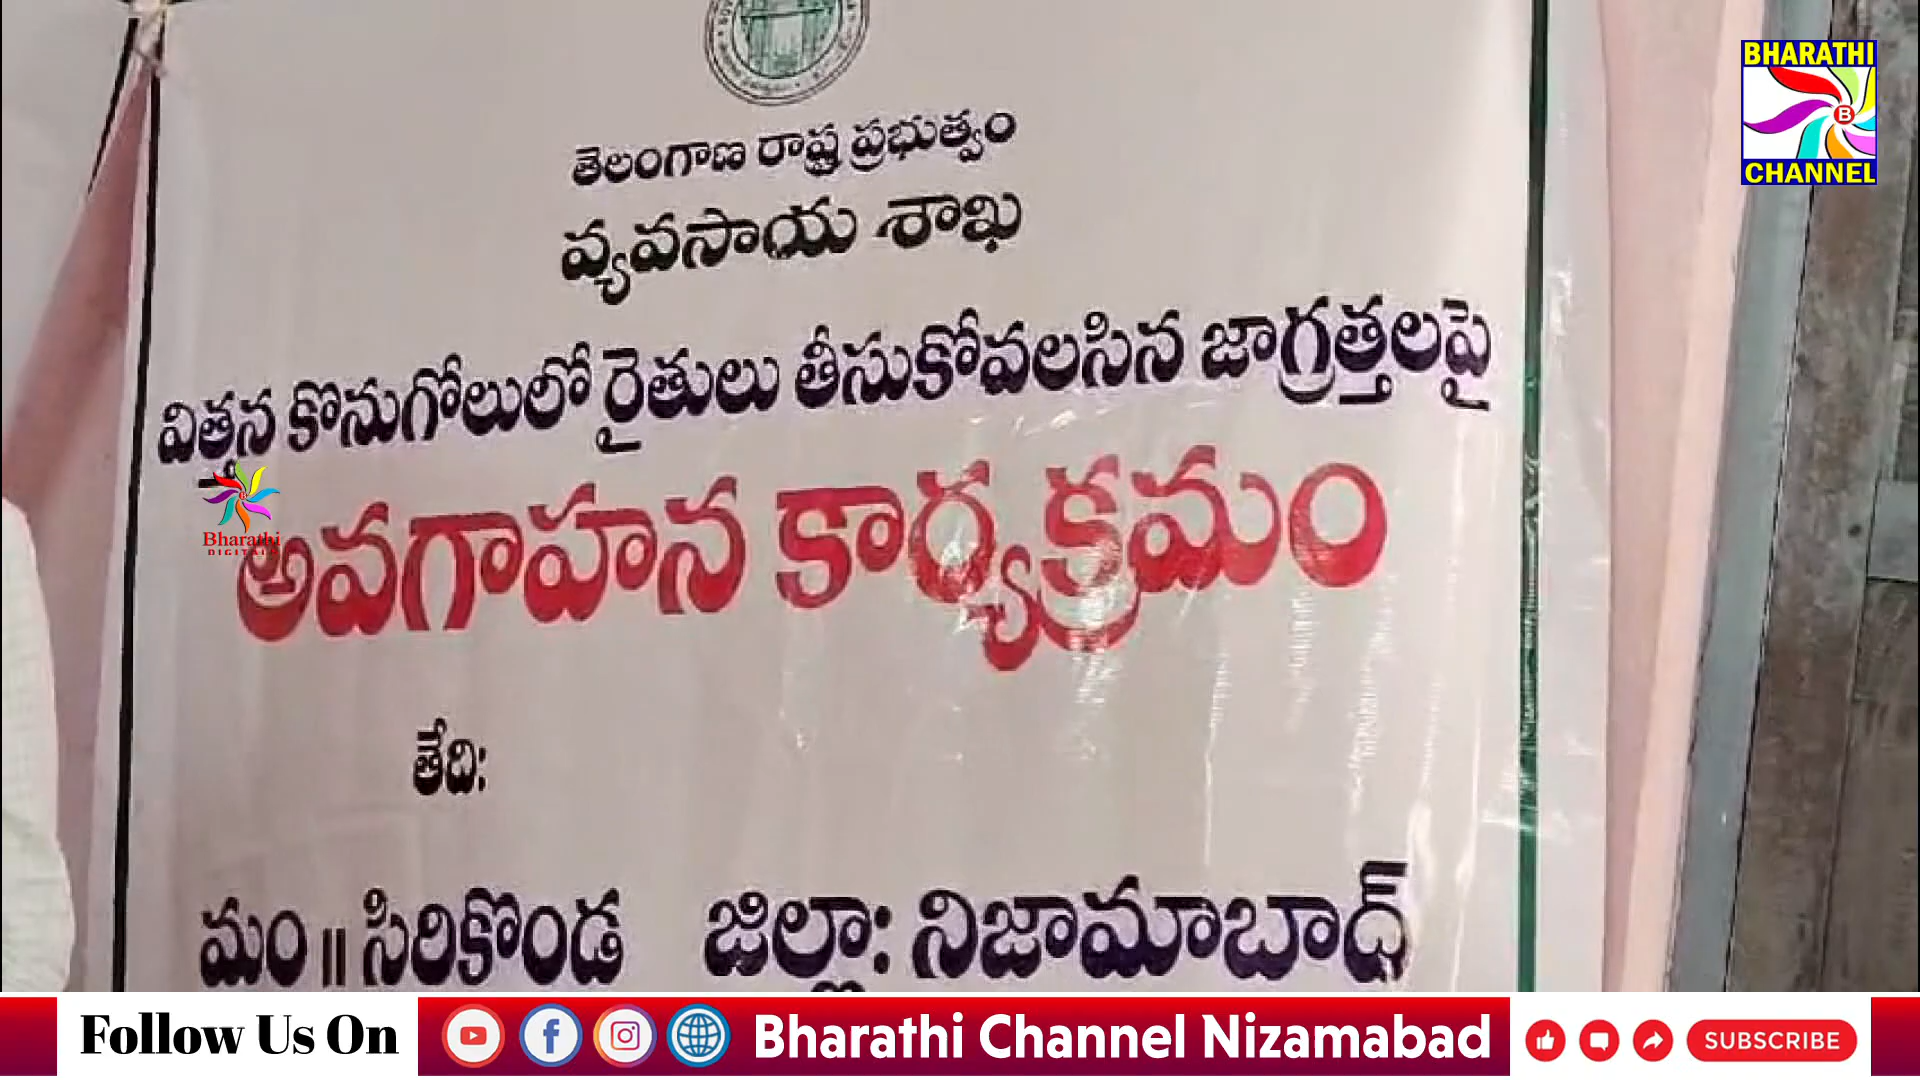 BHARATHI
B
CHANNEL
తెలంగాణ రాష్ట్ర ప్రభుత్వం
వ్యవసాయ శాఖ
విత్తన కొనుగోలులో రైతులు తీసుకోవలసిన జాగ్రత్తలపై
Bharathi
DIGITAL
అవగాహన కార్యక్రమం
తేది:
మం॥ సిరికొండ జిల్లా: నిజామాబాద్
Follow Us On Bharathi Channel Nizamabad SUBSCRIBE